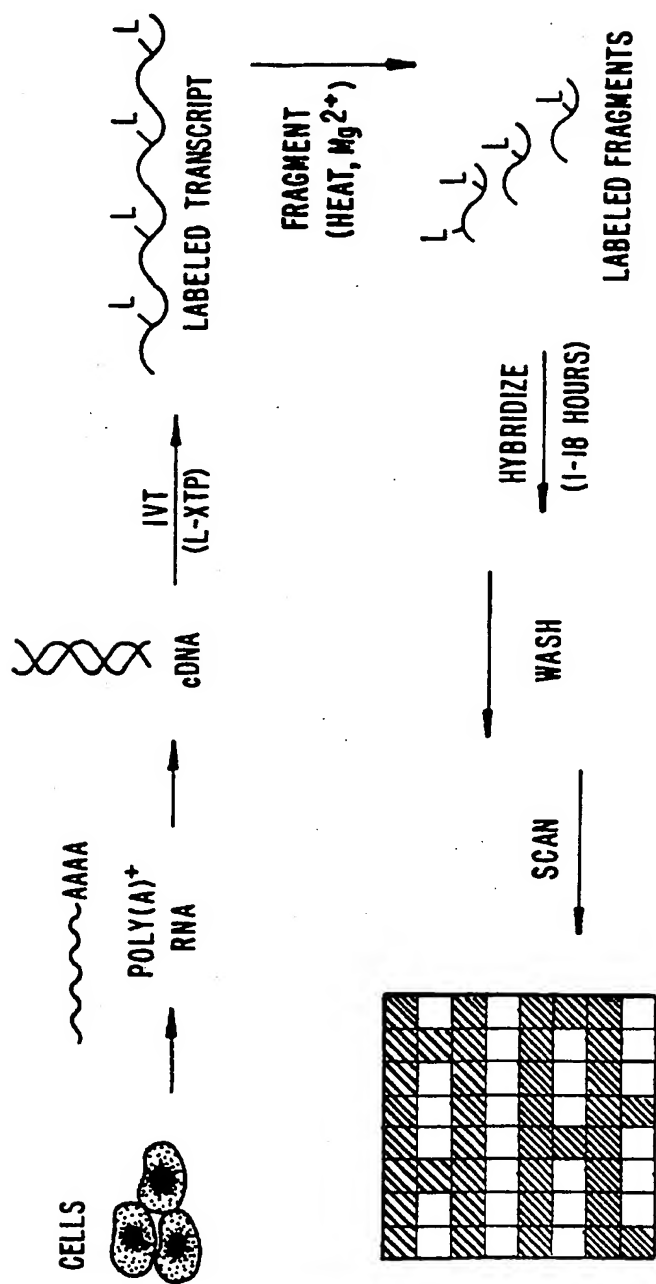 CELLS
AAAA
POLY(A)+
RNA
cDNA
IVT
(L-XTP)
L
L
L
L
LABELED TRANSCRIPT
FRAGMENT
(HEAT, Mg2+)
L
L
L
L
LABELED FRAGMENTS
HYBRIDIZE
(1-18 HOURS)
WASH
SCAN